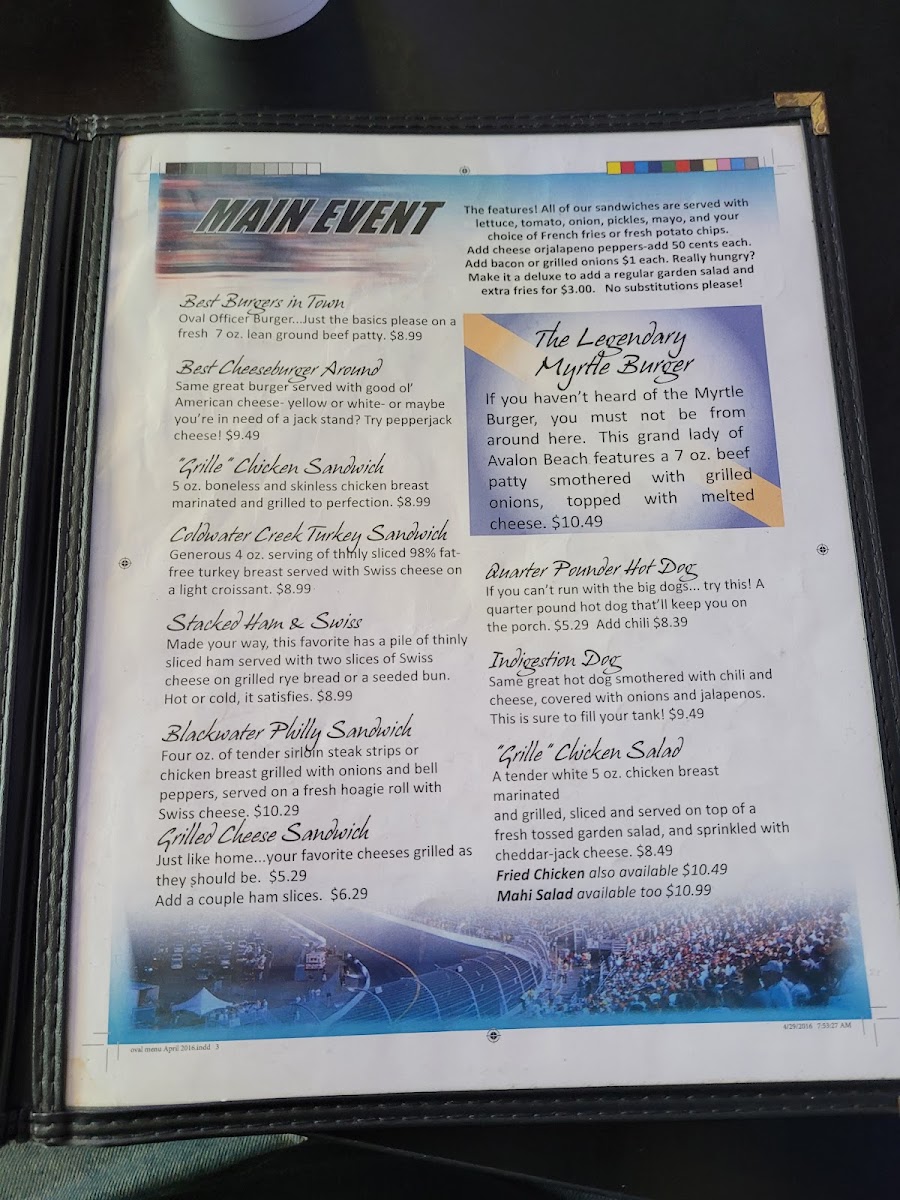 MAIN EVENT
The features! All of our sandwiches are served with
lettuce, tomato, onion, pickles, mayo, and your
choice of French fries or fresh potato chips.
Add cheese orjalapeno peppers-add 50 cents each.
Add bacon or grilled onions $1 each. Really hungry?
Make it a deluxe to add a regular garden salad and
extra fries for $3.00. No substitutions please!
Best Burgers in Town
Oval Officer Burger...Just the basics please on a
fresh 7 oz. lean ground beef patty. $8.99
Best Cheeseburger Around
Same great burger served with good ol'
American cheese- yellow or white- or maybe
you're in need of a jack stand? Try pepperjack
cheese! $9.49
"Grille" Chicken Sandwich
5 oz. boneless and skinless chicken breast
marinated and grilled to perfection. $8.99
Coldwater Creek Turkey Sandwich
Generous 4 oz. serving of thinly sliced 98% fat-
free turkey breast served with Swiss cheese on
a light croissant. $8.99
Stacked Ham & Swiss
Made your way, this favorite has a pile of thinly
sliced ham served with two slices of Swiss
cheese on grilled rye bread or a seeded bun.
Hot or cold, it satisfies. $8.99
Blackwater Philly Sandwich
Four oz. of tender sirloin steak strips or
chicken breast grilled with onions and bell
peppers, served on a fresh hoagie roll with
Swiss cheese. $10.29
Grilled Cheese Sandwich
Just like home...your favorite cheeses grilled as
they should be. $5.29
Add a couple ham slices. $6.29
The Legendary
Myrtle Burger
If you haven't heard of the Myrtle
Burger, you must not be from
around here. This grand lady of
Avalon Beach features a 7 oz. beef
patty smothered with grilled
onions, topped with melted
cheese. $10.49
Quarter Pounder Hot Dog
If you can't run with the big dogs... try this! A
quarter pound hot dog that'll keep you on
the porch. $5.29 Add chili $8.39
Indigestion Dog
Same great hot dog smothered with chili and
cheese, covered with onions and jalapenos.
This is sure to fill your tank! $9.49
"Grille" Chicken Salad
A tender white 5 oz. chicken breast
marinated
and grilled, sliced and served on top of a
fresh tossed garden salad, and sprinkled with
cheddar-jack cheese. $8.49
Fried Chicken also available $10.49
Mahi Salad available too $10.99
oval menu April 2016.indd 3
4/29/2016 7:53:27 AM